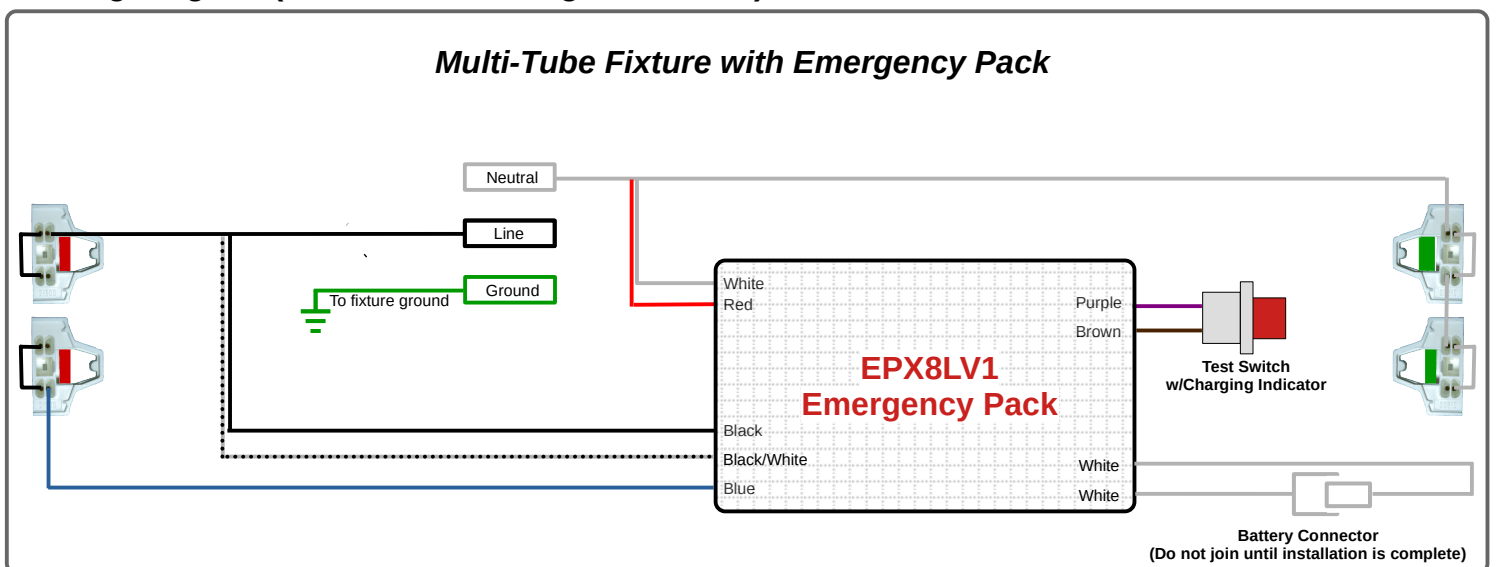 Multi-Tube Fixture with Emergency Pack
Neutral
Line
Ground
To fixture ground
White
Red
Purple
Brown
EPX8LV1
Emergency Pack
Test Switch
w/Charging Indicator
Black
Black/White
Blue
White
White
Battery Connector
(Do not join until installation is complete)